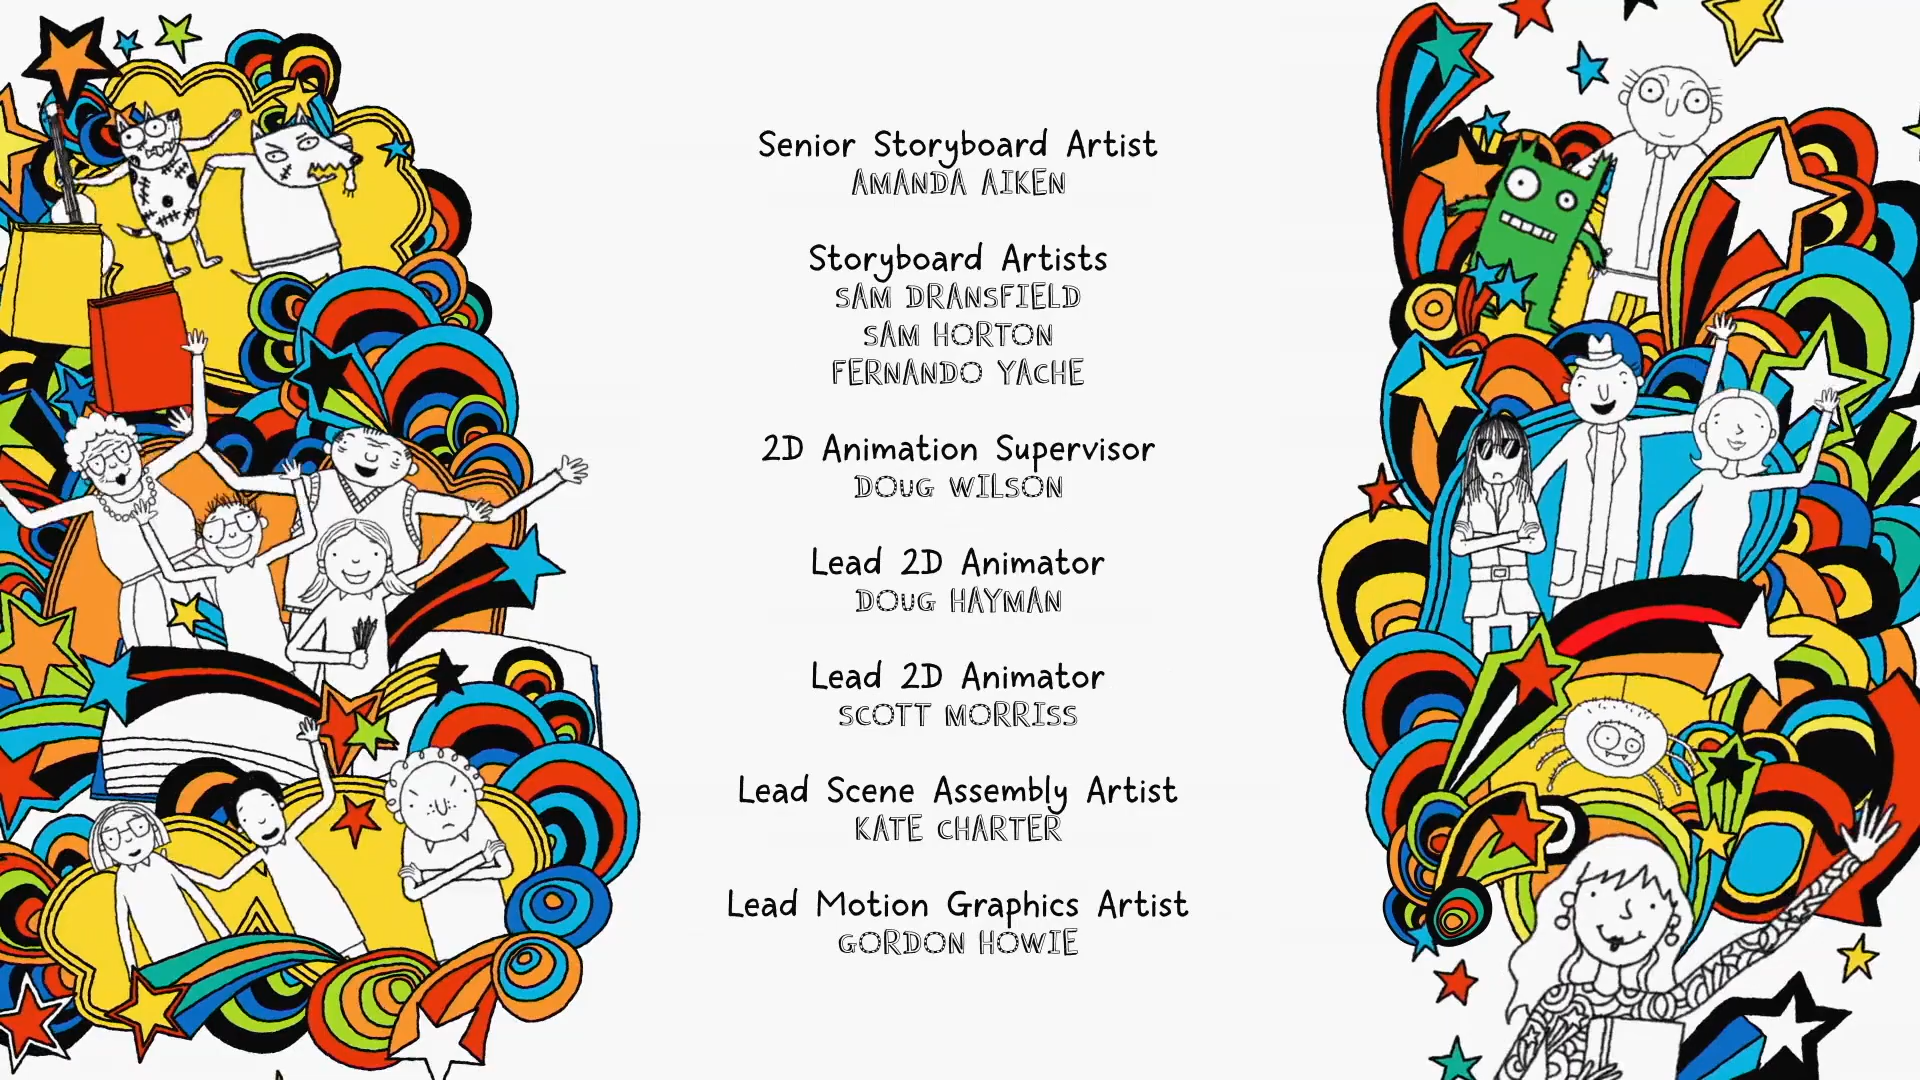 Senior Storyboard Artist
AMANDA AIKEN
Storyboard Artists
SAM DRANSFIELD
SAM HORTON
FERNANDO YACHE
2D Animation Supervisor
DOUG WILSON
Lead 2D Animator
DOUG HAYMAN
Lead 2D Animator
SCOTT MORRISS
Lead Scene Assembly Artist
KATE CHARTER
Lead Motion Graphics Artist
GORDON HOWIE